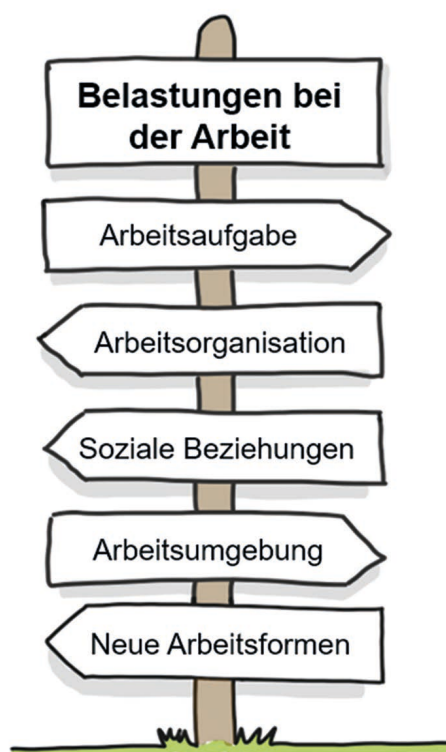 Belastungen bei
der Arbeit
Arbeitsaufgabe
Arbeitsorganisation
Soziale Beziehungen
Arbeitsumgebung
Neue Arbeitsformen